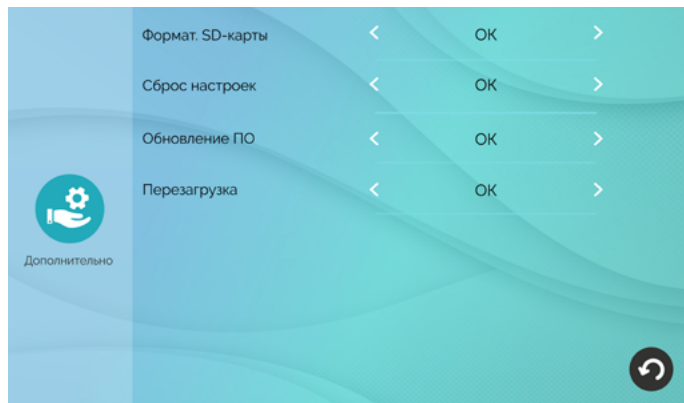 Формат. SD-карты OK
Сброс настроек OK
Обновление ПО OK
Перезагрузка OK
Дополнительно